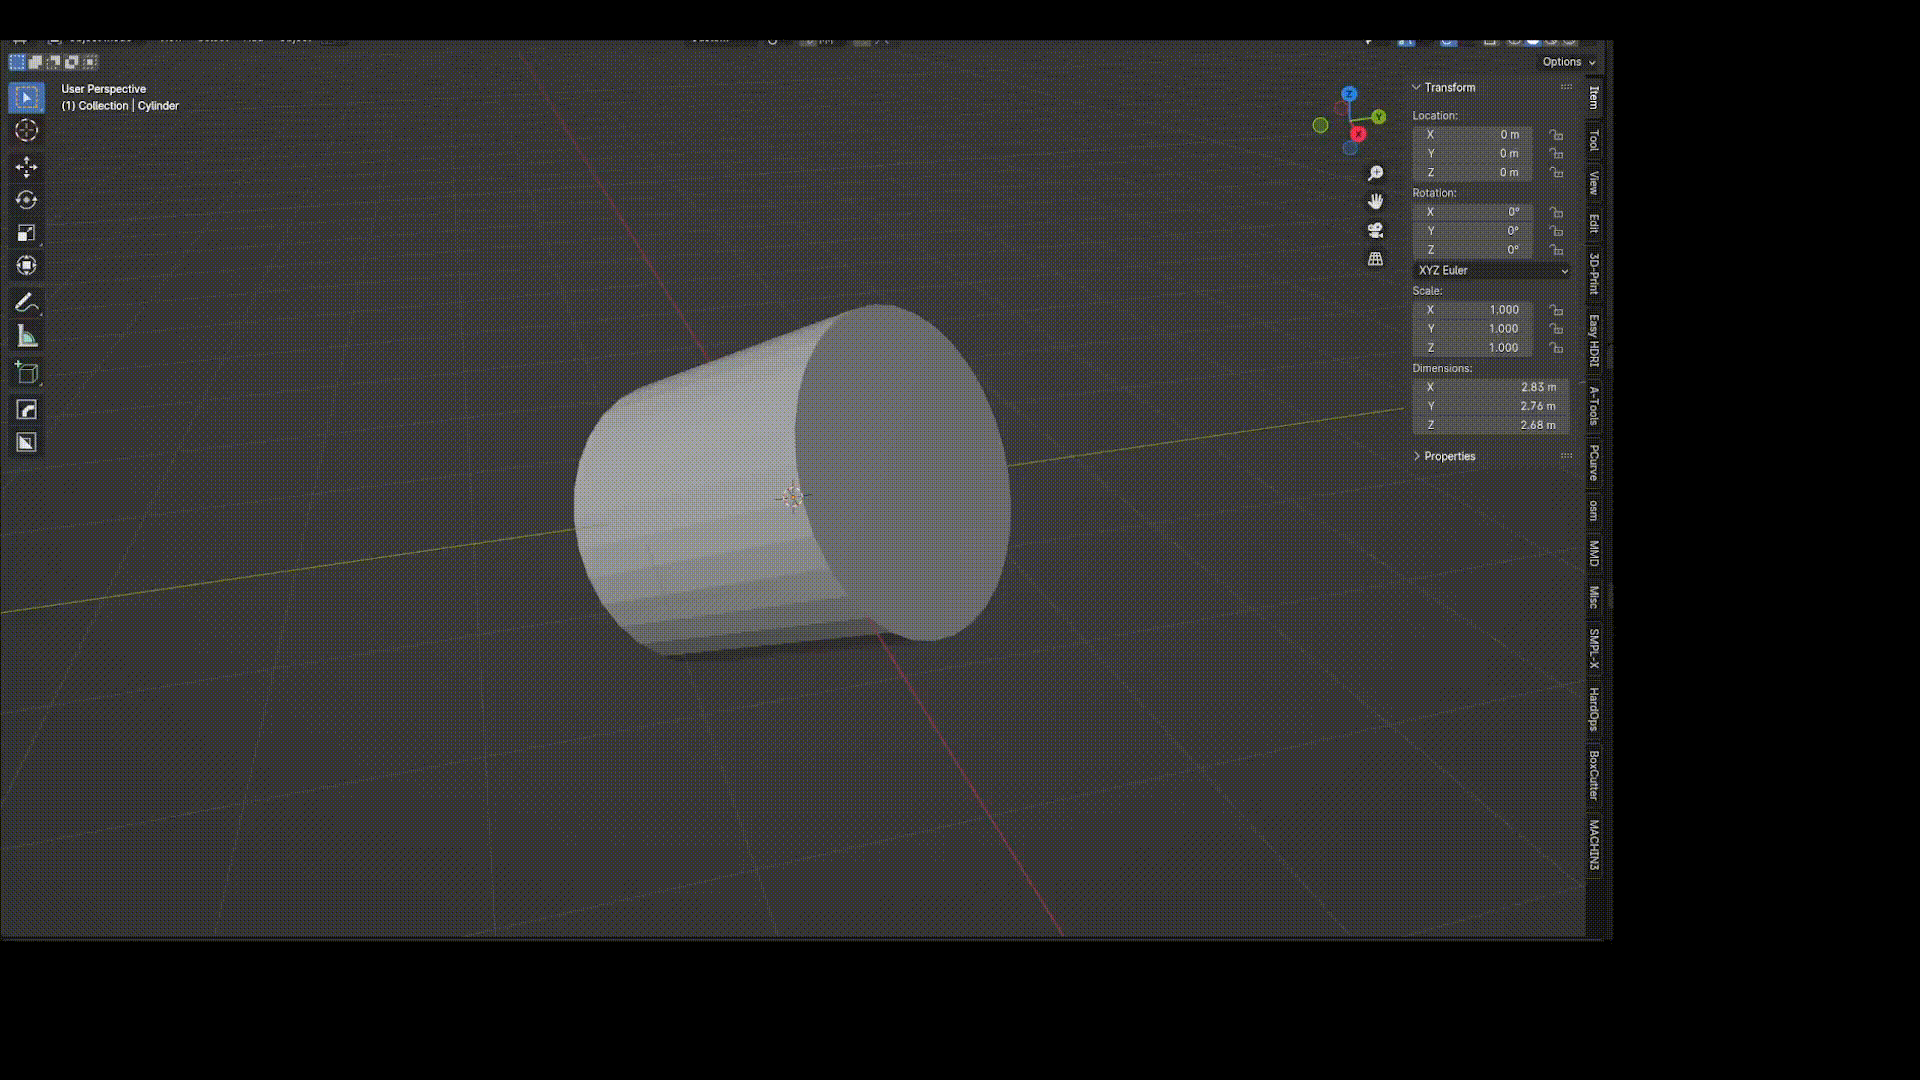 Options
User Perspective
(1) Collection | Cylinder
Z
Y
X
Transform
Location:
X 0 m
Y 0 m
Z 0 m
Rotation:
X 0°
Y 0°
Z 0°
XYZ Euler
Scale:
X 1.000
Y 1.000
Z 1.000
Dimensions:
X 2.83 m
Y 2.76 m
Z 2.68 m
Properties
Item
Tool
View
Edit
3D-Print
Easy HDRI
A-Tools
PCurve
osm
MMD
Misc
SMPL-X
HardOps
BoxCutter
MACHIN3